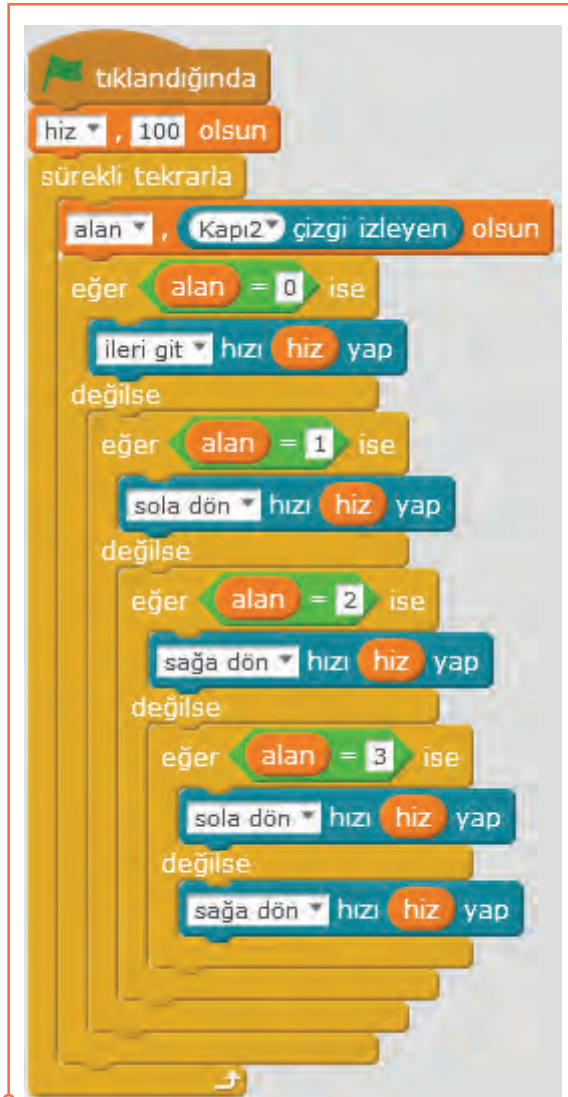 tıklandığında
hiz , 100 olsun
sürekli tekrarla
alan , Kapı2 çizgi izleyen olsun
eğer alan = 0 ise
ileri git hızı hiz yap
değilse
eğer alan = 1 ise
sola dön hızı hiz yap
değilse
eğer alan = 2 ise
sağa dön hızı hiz yap
değilse
eğer alan = 3 ise
sola dön hızı hiz yap
değilse
sağa dön hızı hiz yap